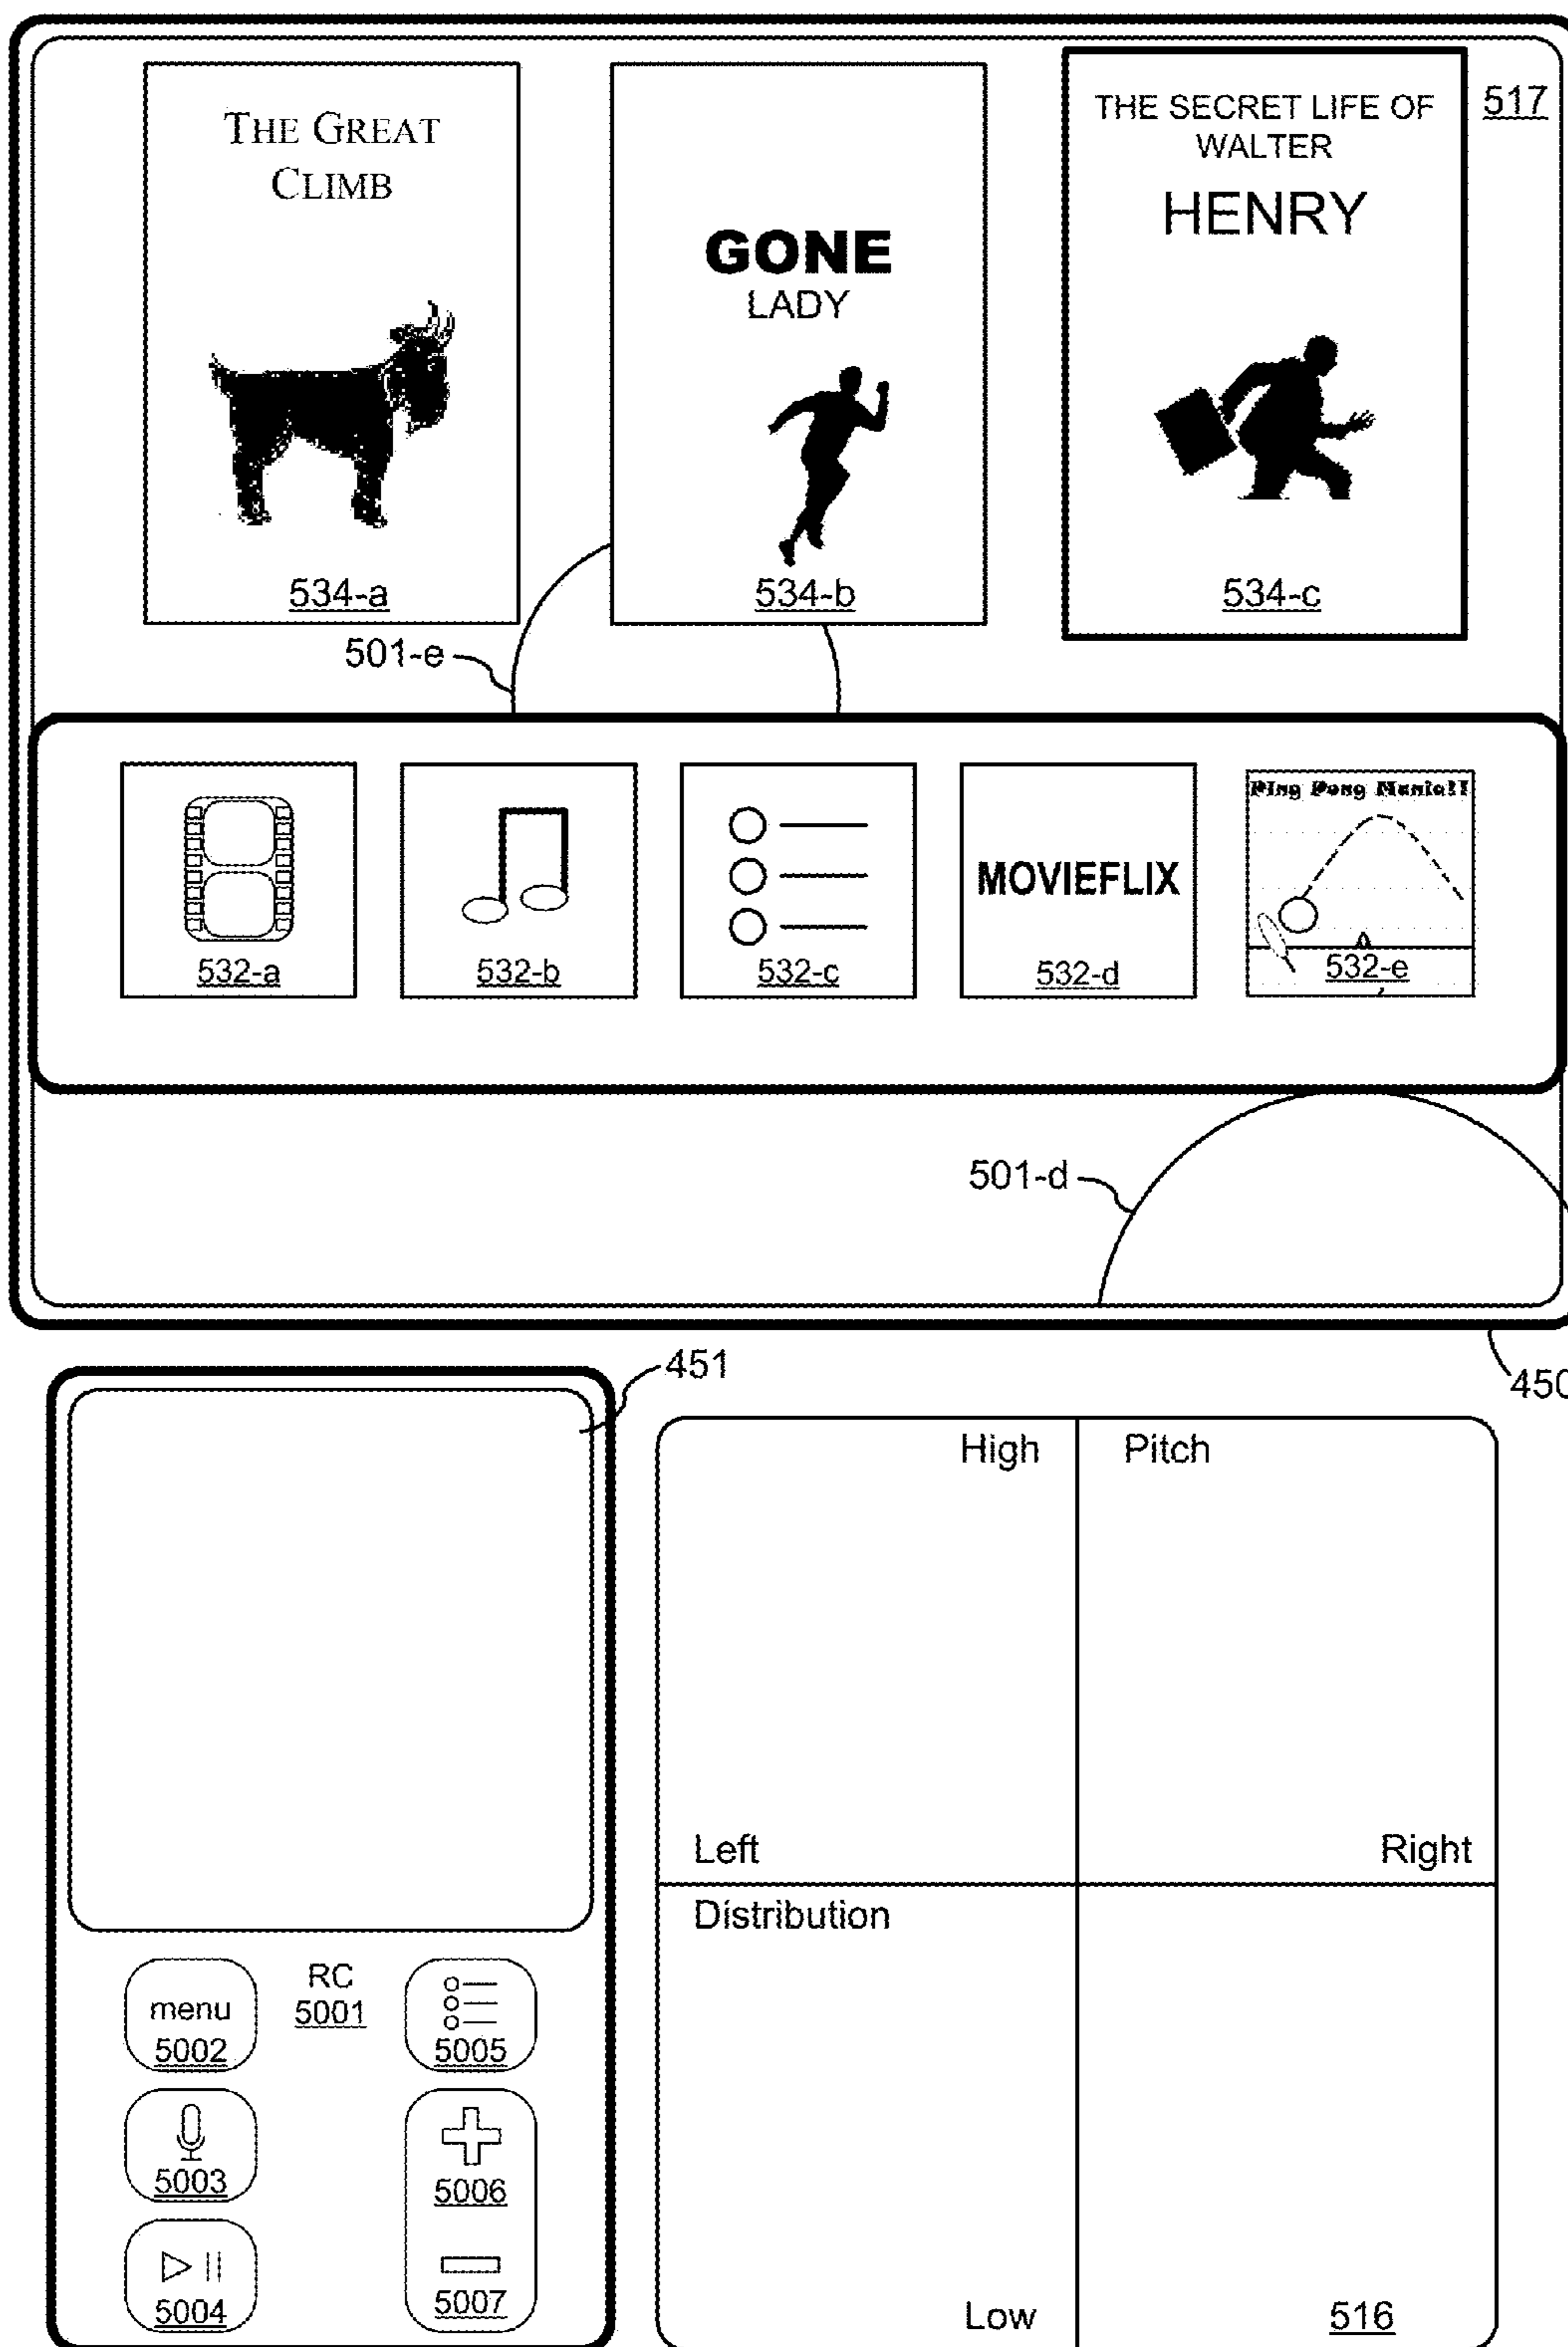 THE GREAT
CLIMB
534-a
GONE
LADY
534-b
THE SECRET LIFE OF
WALTER
HENRY
534-c
517
501-e
532-a
532-b
532-c
MOVIEFLIX
532-d
Ping Pong Mania!!
532-e
501-d
450
451
RC
5001
menu
5002
5003
5004
5005
5006
5007
High
Pitch
Left
Right
Distribution
Low
516